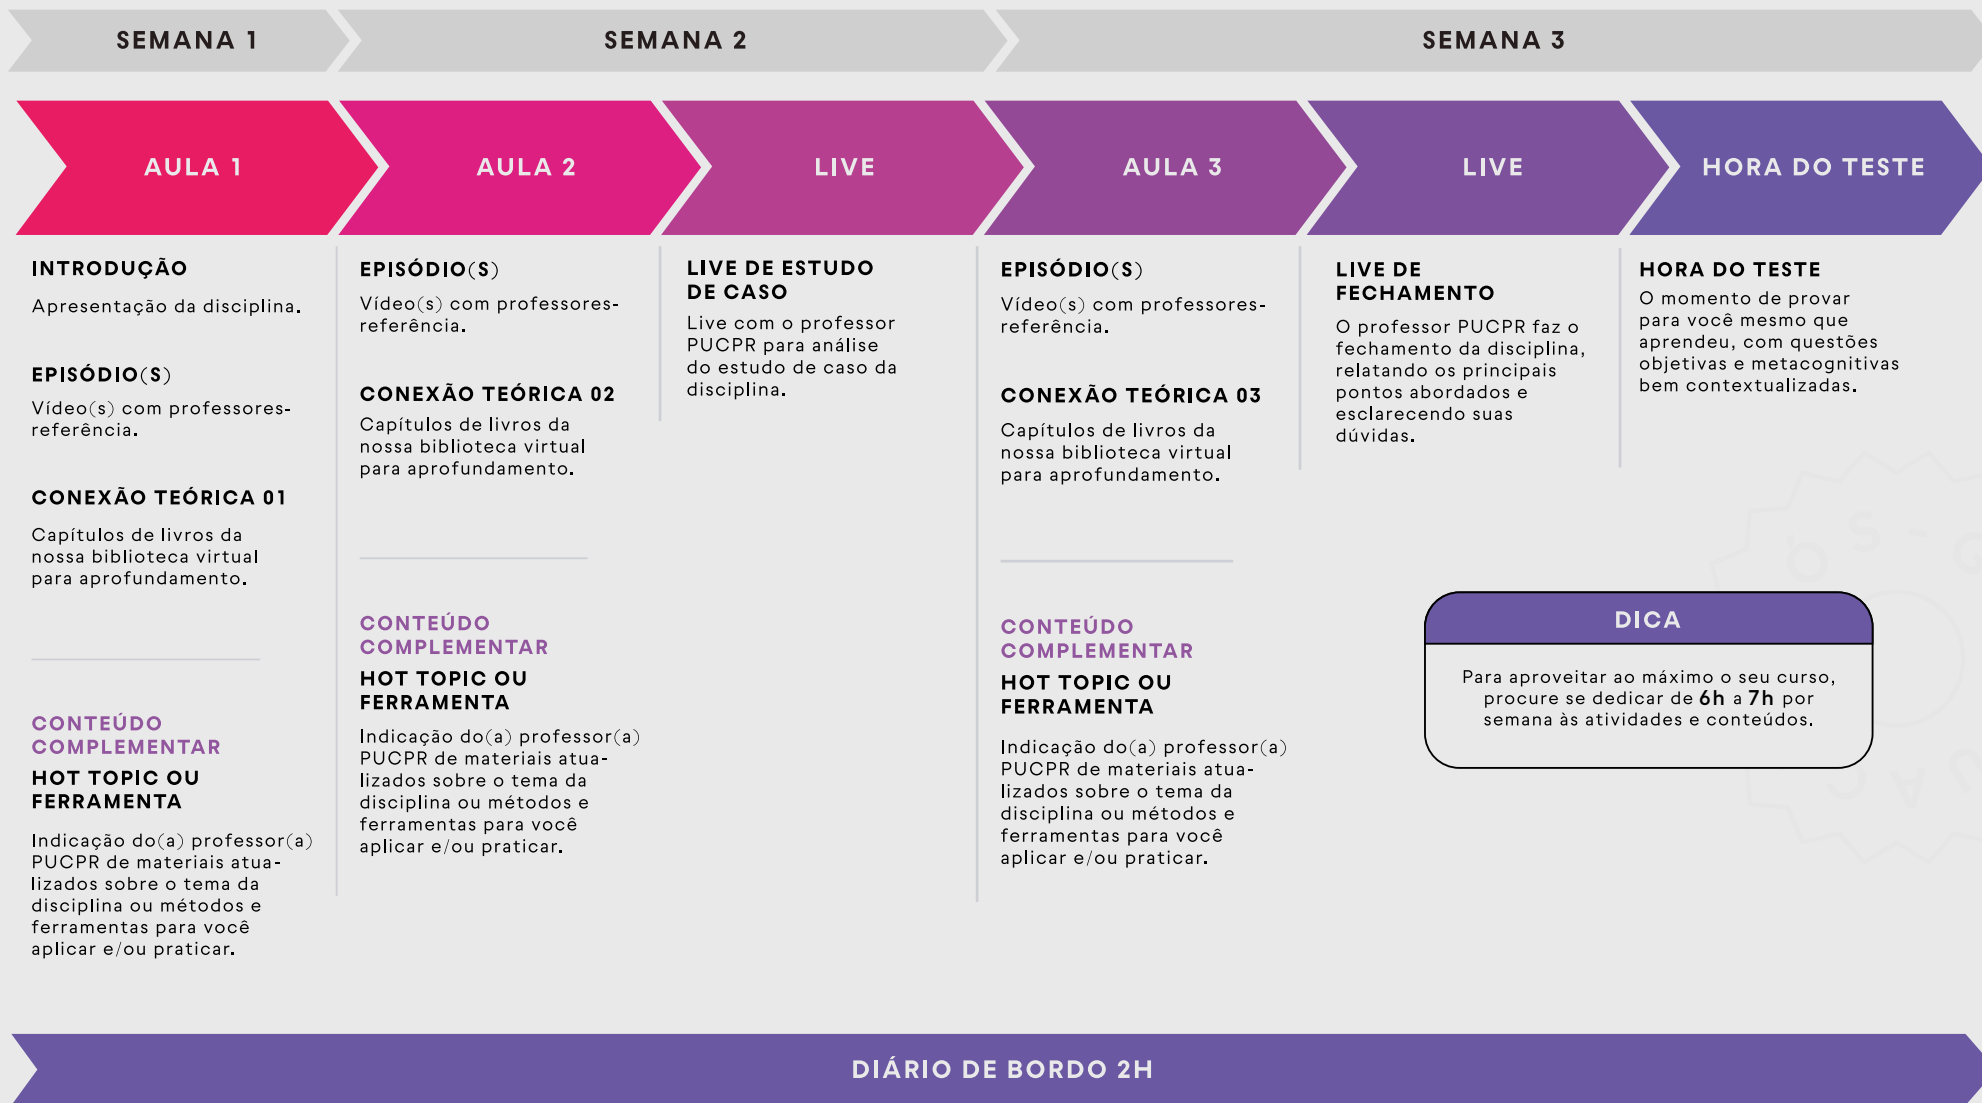 SEMANA 1
SEMANA 2
SEMANA 3
AULA 1
AULA 2
LIVE
AULA 3
LIVE
HORA DO TESTE
INTRODUÇÃO
Apresentação da disciplina.
EPISÓDIO(S)
Vídeo(s) com professores-
referência.
CONEXÃO TEÓRICA 01
Capítulos de livros da
nossa biblioteca virtual
para aprofundamento.
CONTEÚDO
COMPLEMENTAR
HOT TOPIC OU
FERRAMENTA
Indicação do(a) professor(a)
PUCPR de materiais atua-
lizados sobre o tema da
disciplina ou métodos e
ferramentas para você
aplicar e/ou praticar.
EPISÓDIO(S)
Vídeo(s) com professores-
referência.
CONEXÃO TEÓRICA 02
Capítulos de livros da
nossa biblioteca virtual
para aprofundamento.
CONTEÚDO
COMPLEMENTAR
HOT TOPIC OU
FERRAMENTA
Indicação do(a) professor(a)
PUCPR de materiais atua-
lizados sobre o tema da
disciplina ou métodos e
ferramentas para você
aplicar e/ou praticar.
LIVE DE ESTUDO
DE CASO
Live com o professor
PUCPR para análise
do estudo de caso da
disciplina.
EPISÓDIO(S)
Vídeo(s) com professores-
referência.
CONEXÃO TEÓRICA 03
Capítulos de livros da
nossa biblioteca virtual
para aprofundamento.
CONTEÚDO
COMPLEMENTAR
HOT TOPIC OU
FERRAMENTA
Indicação do(a) professor(a)
PUCPR de materiais atua-
lizados sobre o tema da
disciplina ou métodos e
ferramentas para você
aplicar e/ou praticar.
LIVE DE
FECHAMENTO
O professor PUCPR faz o
fechamento da disciplina,
relatando os principais
pontos abordados e
esclarecendo suas
dúvidas.
HORA DO TESTE
O momento de provar
para você mesmo que
aprendeu, com questões
objetivas e metacognitivas
bem contextualizadas.
DICA
Para aproveitar ao máximo o seu curso,
procure se dedicar de 6h a 7h por
semana às atividades e conteúdos.
DIÁRIO DE BORDO 2H